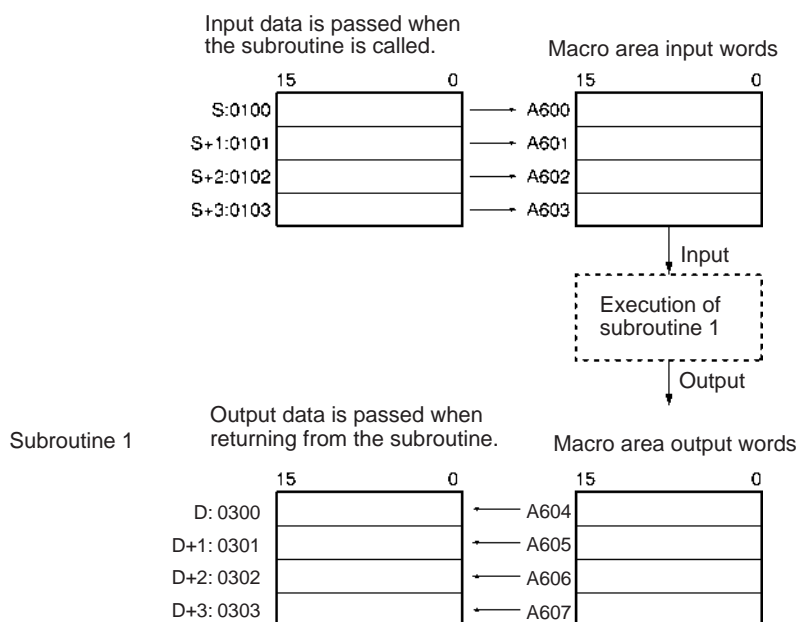 Input data is passed when
the subroutine is called.
Macro area input words
15 0 15 0
S:0100 A600
S+1:0101 A601
S+2:0102 A602
S+3:0103 A603
Input
Execution of
subroutine 1
Output
Subroutine 1
Output data is passed when
returning from the subroutine.
Macro area output words
15 0 15 0
D: 0300 A604
D+1: 0301 A605
D+2: 0302 A606
D+3: 0303 A607